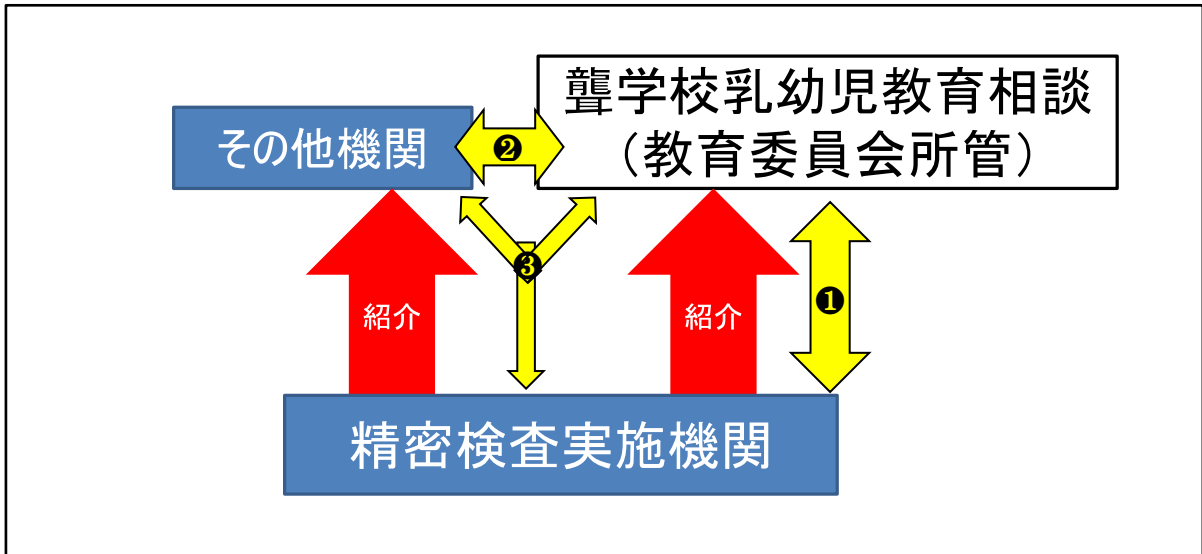 聾学校乳幼児教育相談
（教育委員会所管）
その他機関
❷
❸
❶
紹介
紹介
精密検査実施機関